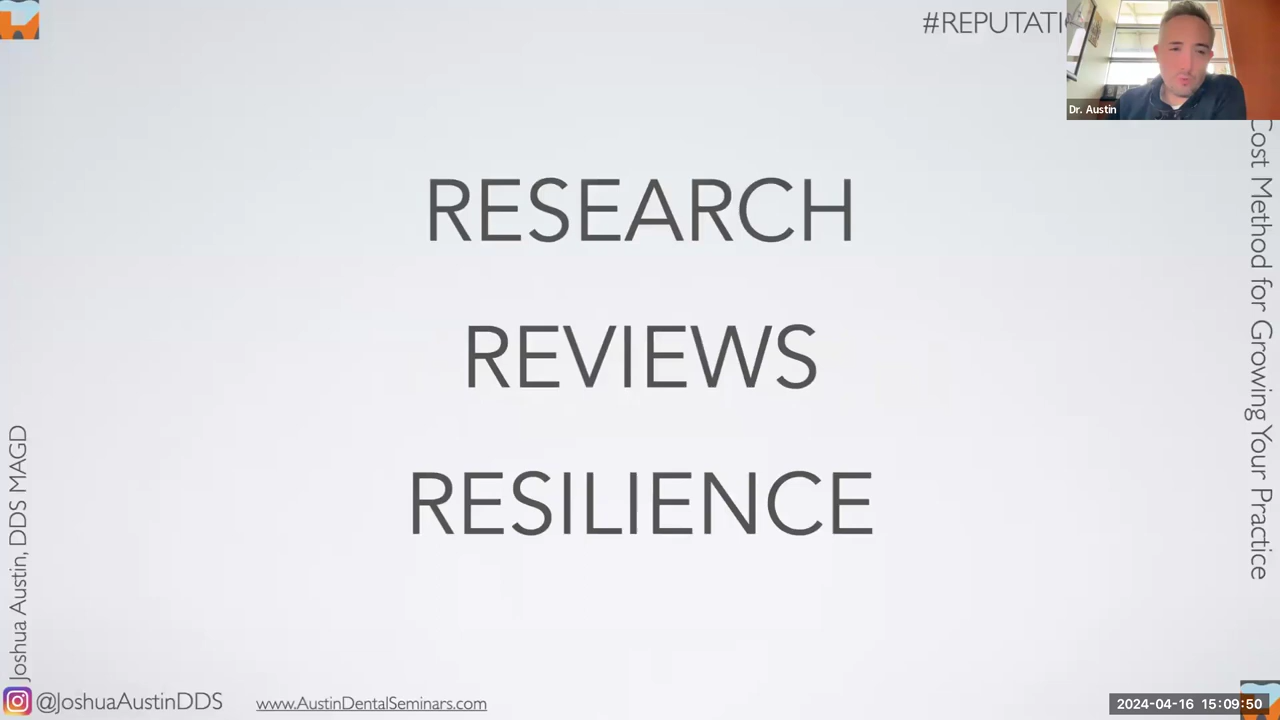 Dr. Austin
RESEARCH
REVIEWS
RESILIENCE
Cost Method for Growing Your Practice
Joshua Austin, DDS MAGD
@JoshuaAustinDDS
www.AustinDentalSeminars.com
2024-04-16 15:09:50